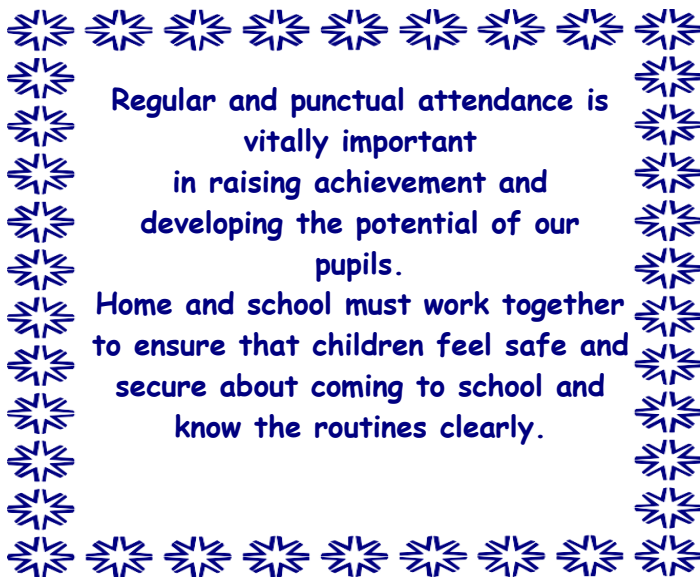 Regular and punctual attendance is
vitally important
in raising achievement and
developing the potential of our
pupils.
Home and school must work together
to ensure that children feel safe and
secure about coming to school and
know the routines clearly.